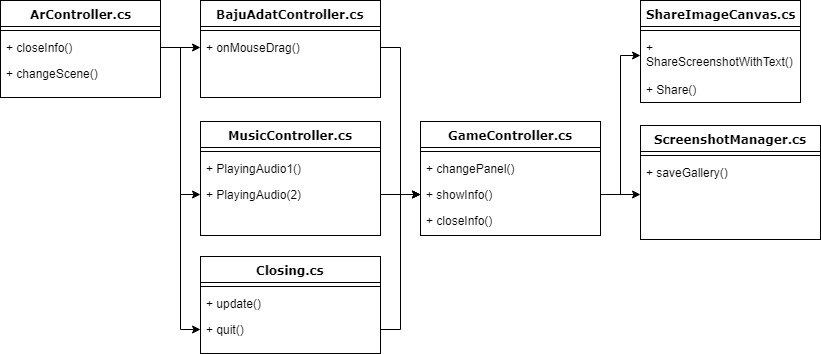 ArController.cs
+ closeInfo()
+ changeScene()
BajuAdatController.cs
+ onMouseDrag()
MusicController.cs
+ PlayingAudio1()
+ PlayingAudio(2)
Closing.cs
+ update()
+ quit()
GameController.cs
+ changePanel()
+ showInfo()
+ closeInfo()
ShareImageCanvas.cs
+
ShareScreenshotWithText()
+ Share()
ScreenshotManager.cs
+ saveGallery()